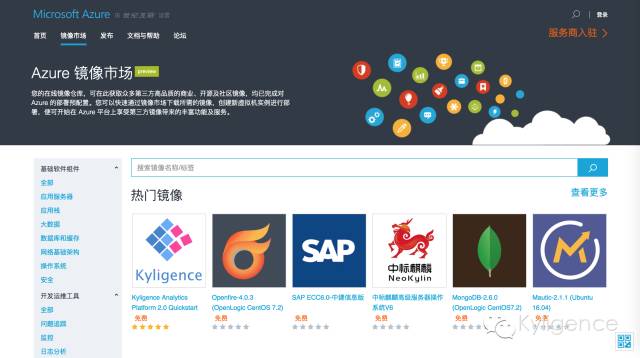 Microsoft Azure 由 世纪互联 运营
登录
首页 镜像市场 发布 文档与帮助 论坛
服务商入驻
Azure 镜像市场 preview
您的在线镜像仓库，可在此获取众多第三方高品质的商业、开源及社区镜像，均已完成对
Azure 的部署预配置。您可以快速通过镜像市场下载所需的镜像，创建新虚拟机实例进行部
署，便可开始在 Azure 平台上享受第三方镜像带来的丰富功能及服务。
基础软件组件
全部
应用服务器
应用栈
大数据
数据库和缓存
网络基础架构
操作系统
安全
开发运维工具
全部
问题追踪
监控
日志分析
搜索镜像名称/标签
热门镜像
查看更多
Kyligence
SAP
中标麒麟
NeoKylin
Kyligence Analytics
Platform 2.0 Quickstart
免费
Openfire-4.0.3
(OpenLogic CentOS7.2)
免费
SAP ECC6.0-中捷信息版
免费
中标麒麟高级服务器操作
系统V6
免费
MongoDB-2.6.0
(OpenLogic CentOS7.2)
免费
Mautic-2.1.1 (Ubuntu
16.04)
免费
Kyligence